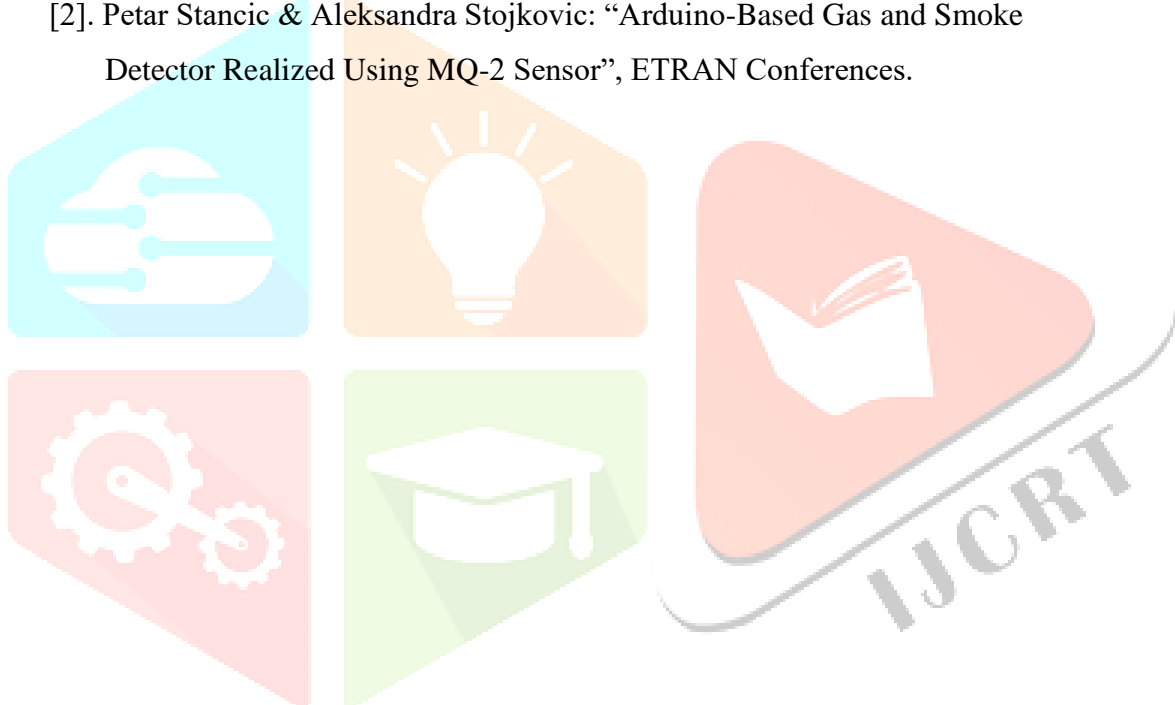 [2]. Petar Stancic & Aleksandra Stojkovic: “Arduino-Based Gas and Smoke
Detector Realized Using MQ-2 Sensor”, ETRAN Conferences.
IJCRT